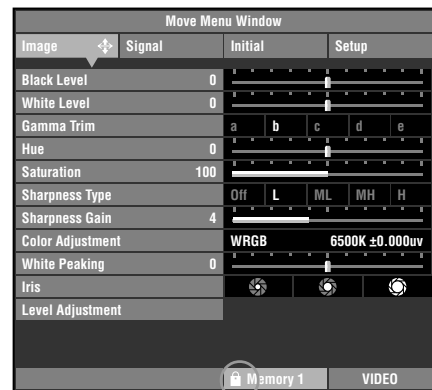 Move Menu Window
Image Signal Initial Setup
Black Level 0
White Level 0
Gamma Trim a b c d e
Hue 0
Saturation 100
Sharpness Type Off L ML MH H
Sharpness Gain 4
Color Adjustment WRGB 6500K ±0.000uv
White Peaking 0
Iris
Level Adjustment
Memory 1 VIDEO